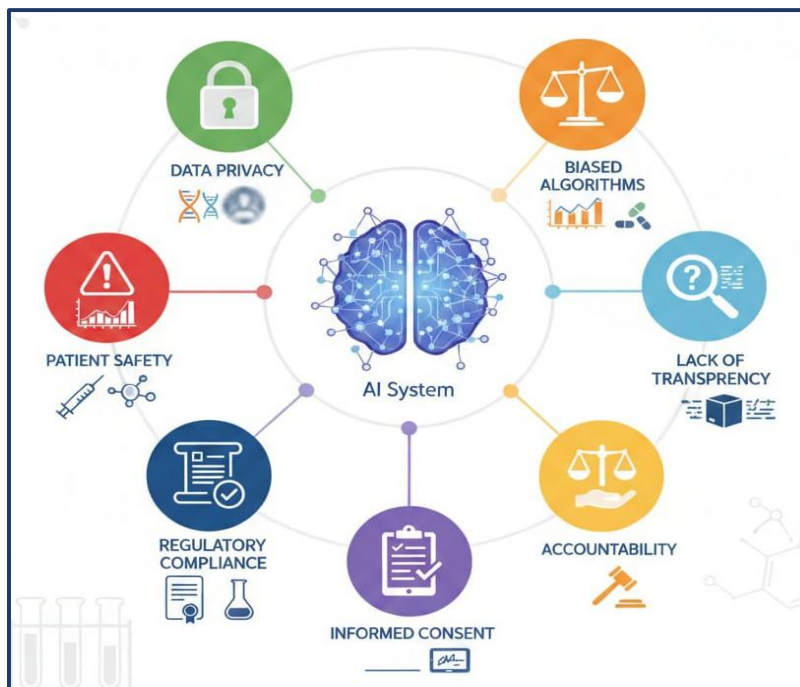 DATA PRIVACY
BIASED
ALGORITHMS
PATIENT SAFETY
AI System
LACK OF
TRANSPRENCY
REGULATORY
COMPLIANCE
ACCOUNTABILITY
INFORMED CONSENT